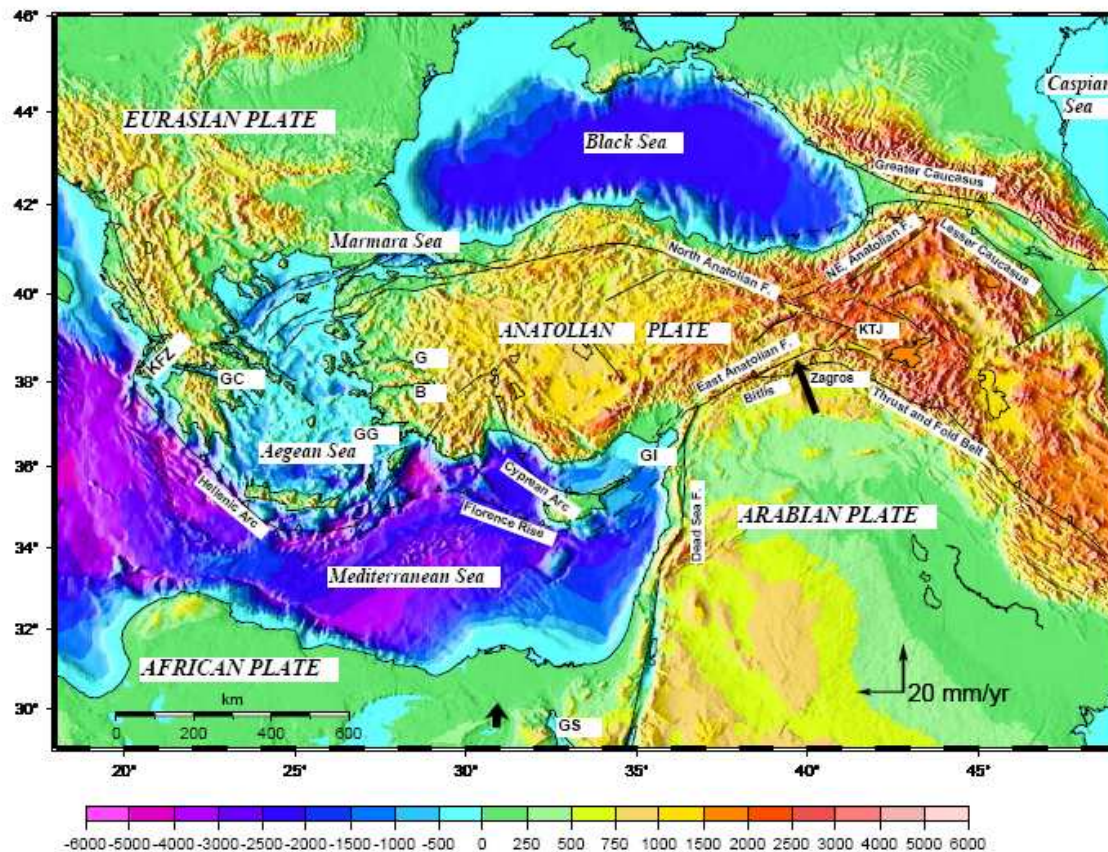 46°
44°
42°
40°
38°
36°
34°
32°
30°
20°
25°
30°
35°
40°
45°
EURASIAN PLATE
Black Sea
Caspian
Sea
Greater Caucasus
Marmara Sea
North Anatolian F.
NE. Anatolian F.
Lesser Caucasus
ANATOLIAN PLATE
KTJ
KFZ
GC
G
B
East Anatolian F.
Bitlis
Zagros
Thrust and Fold Belt
GG
Aegean Sea
GI
Hellenic Arc
Cyprean Arc
Florence Rise
Dead Sea F.
ARABIAN PLATE
Mediterranean Sea
AFRICAN PLATE
km
0 200 400 600
GS
20 mm/yr
-6000 -5000 -4000 -3000 -2500 -2000 -1500 -1000 -500 0 250 500 750 1000 1500 2000 2500 3000 4000 5000 6000